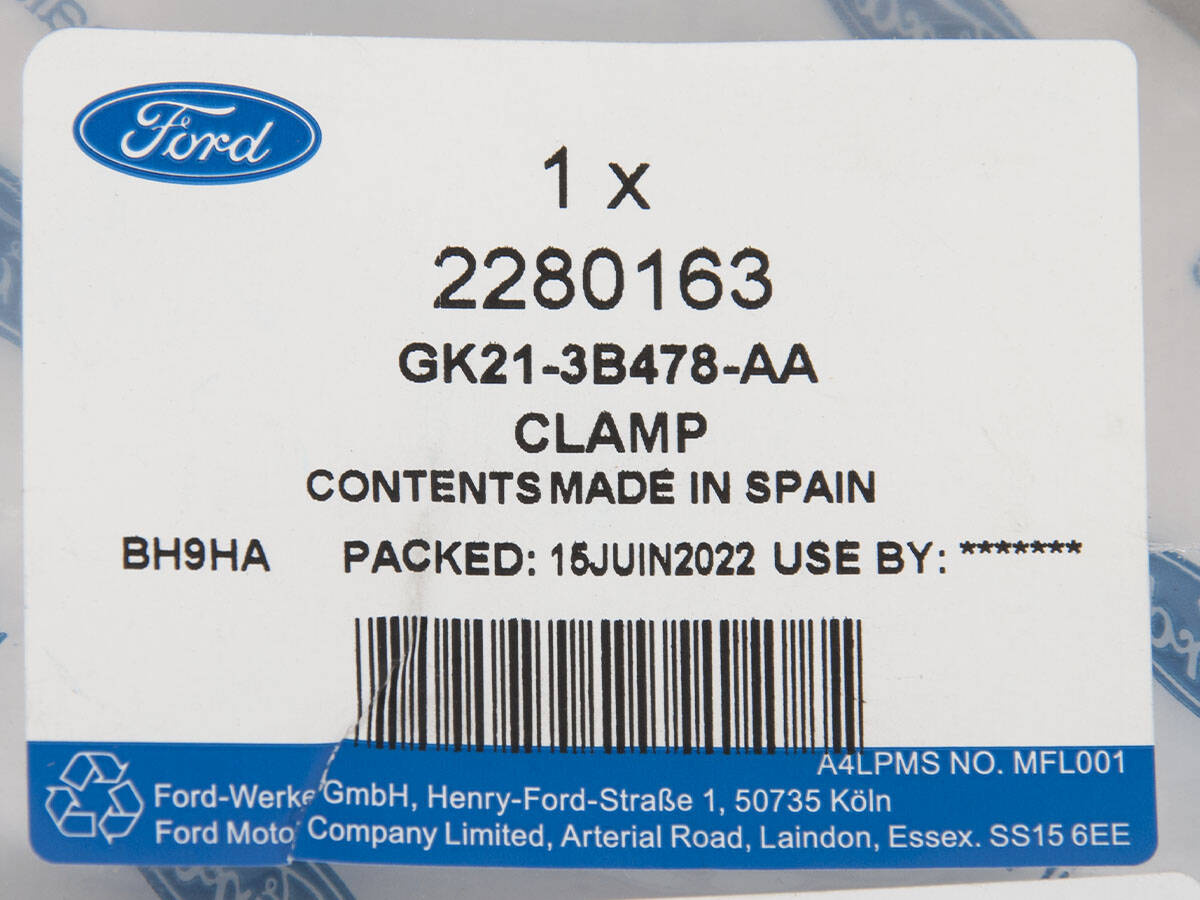 Ford
1 x
2280163
GK21-3B478-AA
CLAMP
CONTENTS MADE IN SPAIN
BH9HA PACKED: 15JUIN2022 USE BY: *******
A4LPMS NO. MFL001
Ford-Werke GmbH, Henry-Ford-Straße 1, 50735 Köln
Ford Moto Company Limited, Arterial Road, Laindon, Essex. SS15 6EE